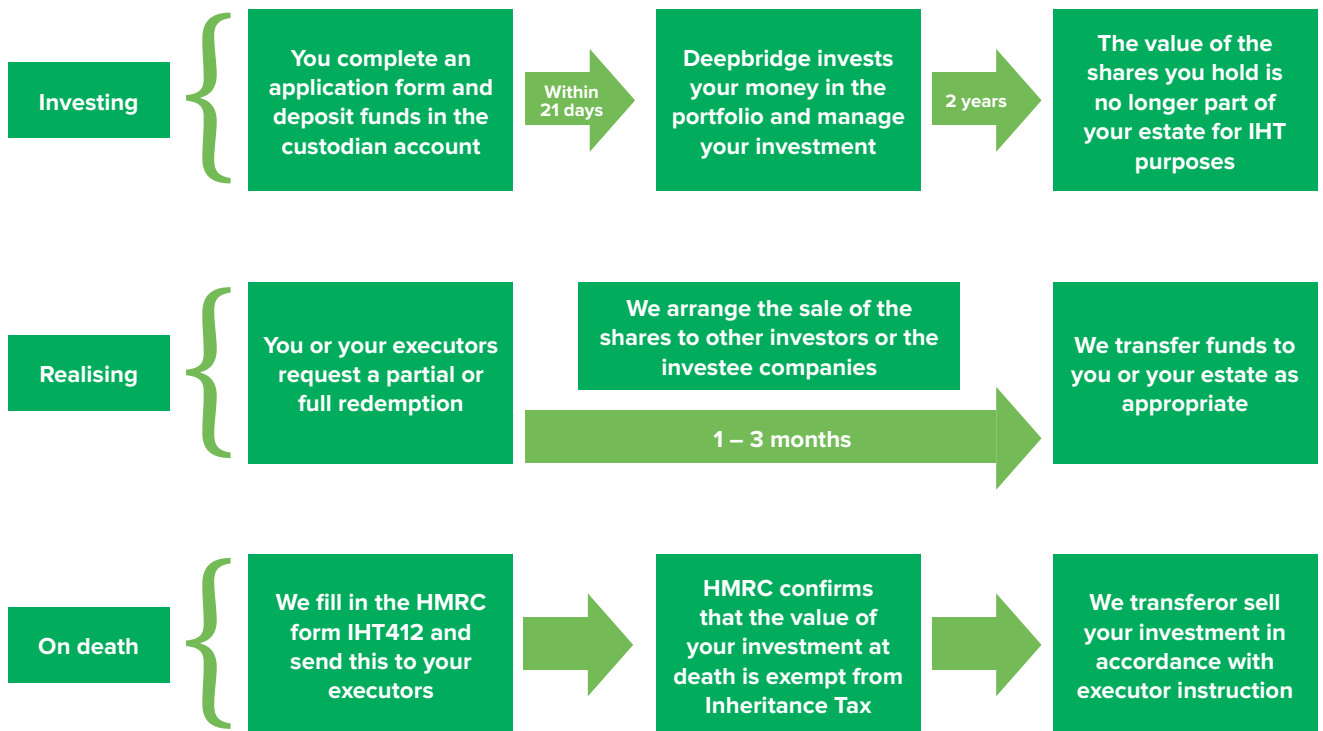 Investing
You complete an
application form and
deposit funds in the
custodian account
Within
21 days
Deepbridge invests
your money in the
portfolio and manage
your investment
2 years
The value of the
shares you hold is
no longer part of
your estate for IHT
purposes
Realising
You or your executors
request a partial or
full redemption
We arrange the sale of the
shares to other investors or the
investee companies
1 – 3 months
We transfer funds to
you or your estate as
appropriate
On death
We fill in the HMRC
form IHT412 and
send this to your
executors
HMRC confirms
that the value of
your investment at
death is exempt from
Inheritance Tax
We transferor sell
your investment in
accordance with
executor instruction